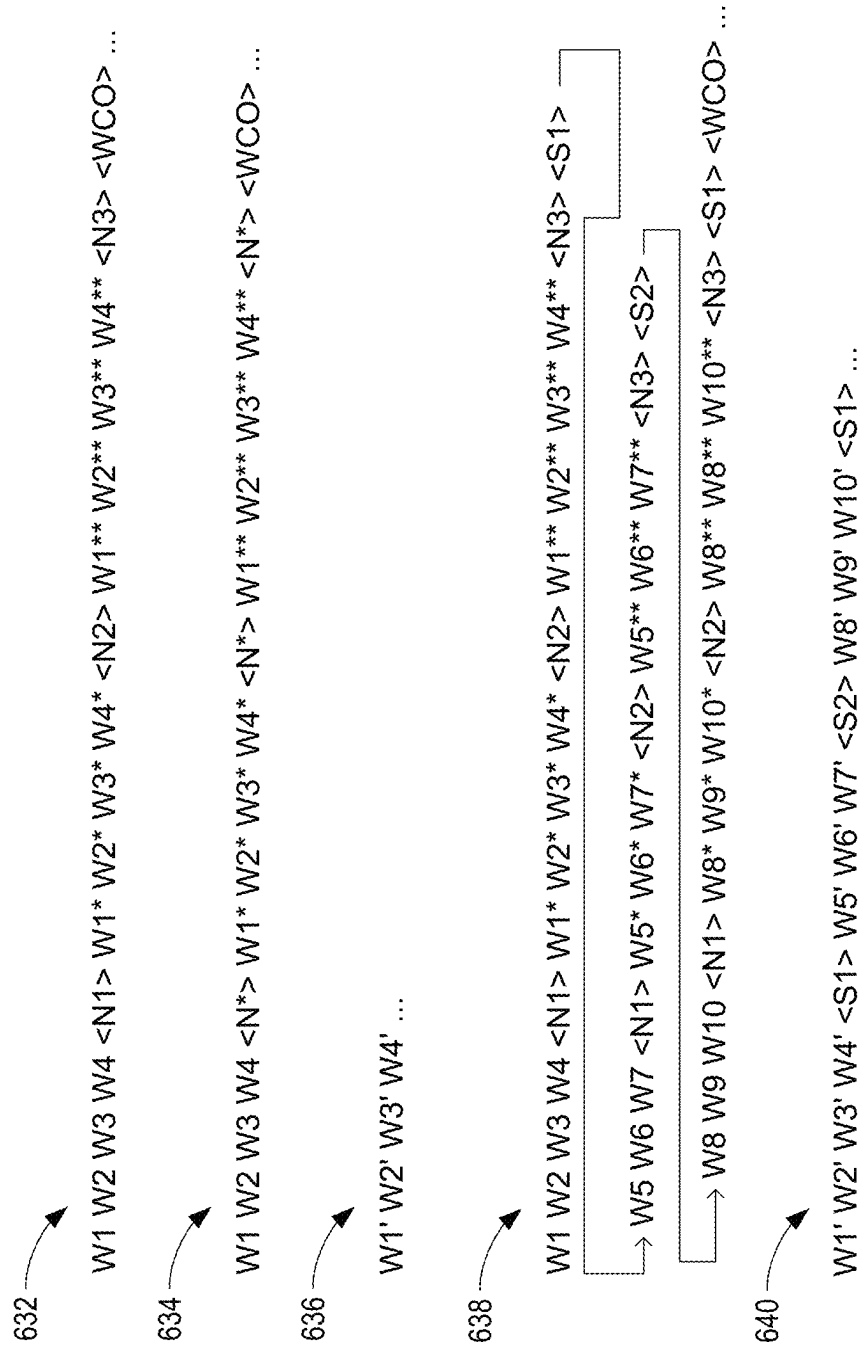 632
W1 W2 W3 W4 <N1> W1* W2* W3* W4* <N2> W1** W2** W3** W4** <N3> <WCO> ...
634
W1 W2 W3 W4 <N*> W1* W2* W3* W4* <N*> W1** W2** W3** W4** <N*> <WCO> ...
636
W1' W2' W3' W4' ...
638
W1 W2 W3 W4 <N1> W1* W2* W3* W4* <N2> W1** W2** W3** W4** <N3> <S1>
W5 W6 W7 <N1> W5* W6* W7* <N2> W5** W6** W7** <N3> <S2>
W8 W9 W10 <N1> W8* W9* W10* <N2> W8** W8** W10** <N3> <S1> <WCO> ...
640
W1' W2' W3' W4' <S1> W5' W6' W7' <S2> W8' W9' W10' <S1> ...